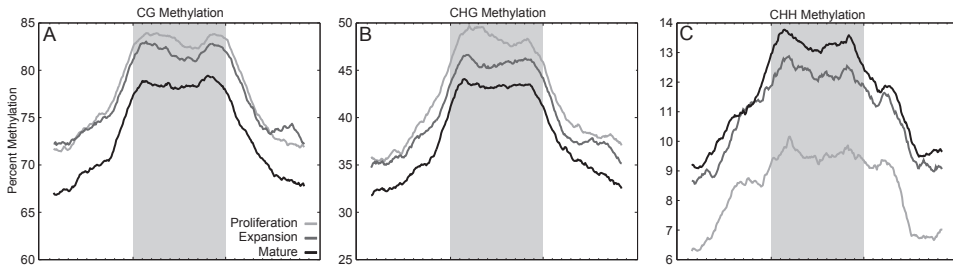 CG Methylation
CHG Methylation
CHH Methylation
A
B
C
Percent Methylation
85
80
75
70
65
60
50
45
40
35
30
25
14
13
12
11
10
9
8
7
6
Proliferation
Expansion
Mature